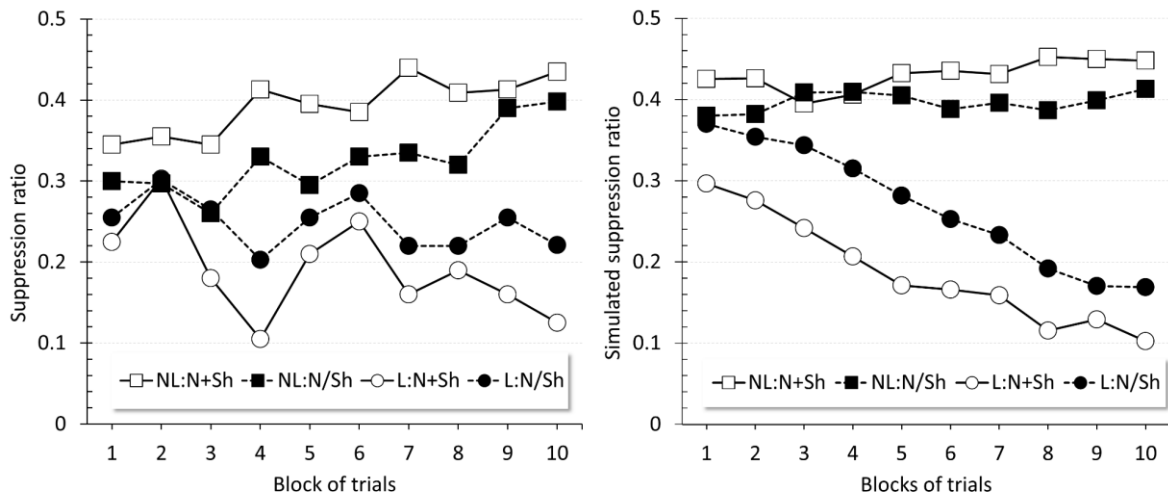 Suppression ratio
0.5
0.4
0.3
0.2
0.1
0
NL:N+Sh NL:N/Sh L:N+Sh L:N/Sh
1 2 3 4 5 6 7 8 9 10
Block of trials
Simulated suppression ratio
0.5
0.4
0.3
0.2
0.1
0
NL:N+Sh NL:N/Sh L:N+Sh L:N/Sh
1 2 3 4 5 6 7 8 9 10
Blocks of trials